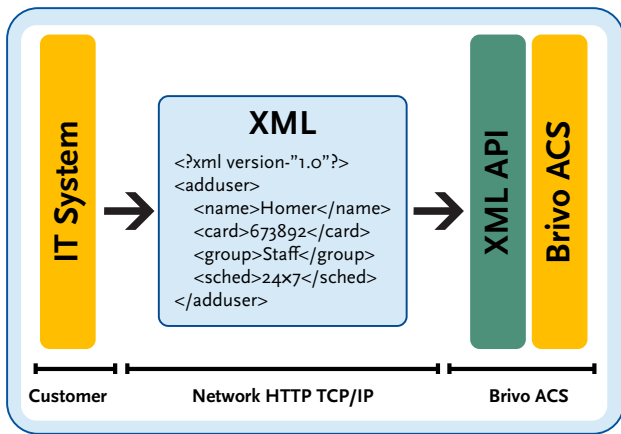 IT System
XML
<?xml version-"1.0"?>
<adduser>
<name>Homer</name>
<card>673892</card>
<group>Staff</group>
<sched>24x7</sched>
</adduser>
XML API
Brivo ACS
Customer
Network HTTP TCP/IP
Brivo ACS